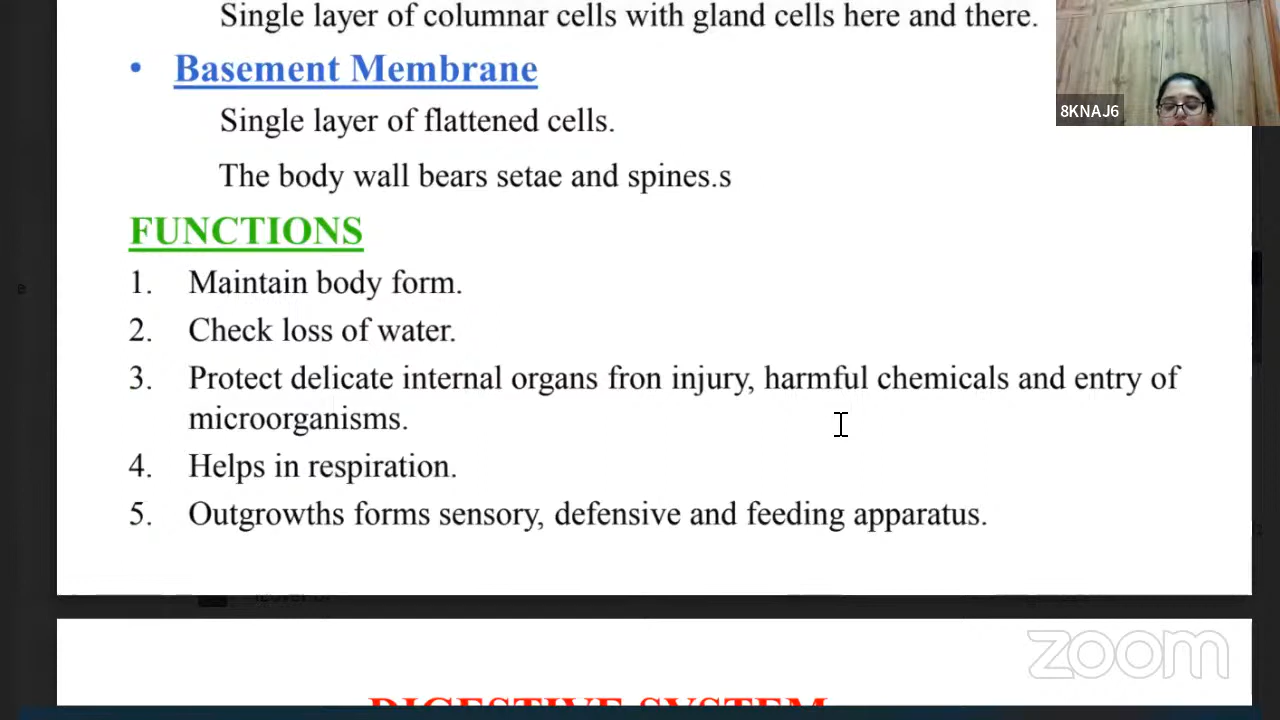 Single layer of columnar cells with gland cells here and there.
• Basement Membrane
8KNAJ6
Single layer of flattened cells.
The body wall bears setae and spines.s
FUNCTIONS
1. Maintain body form.
2. Check loss of water.
3. Protect delicate internal organs fron injury, harmful chemicals and entry of
microorganisms.
4. Helps in respiration.
5. Outgrowths forms sensory, defensive and feeding apparatus.
zoom
DIGESTIVE SYSTEM